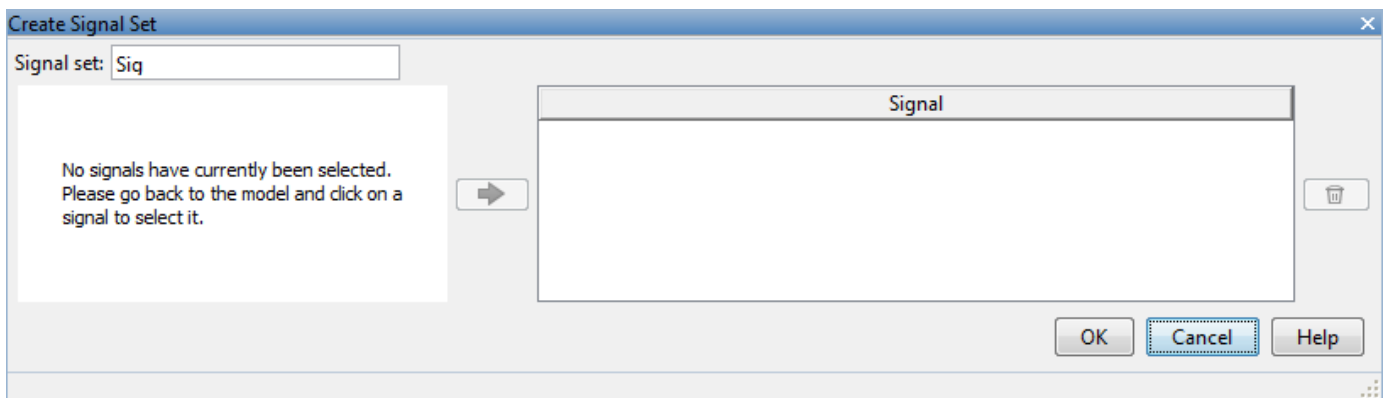 Create Signal Set
Signal set: Sig
Signal
No signals have currently been selected.
Please go back to the model and click on a
signal to select it.
OK Cancel Help